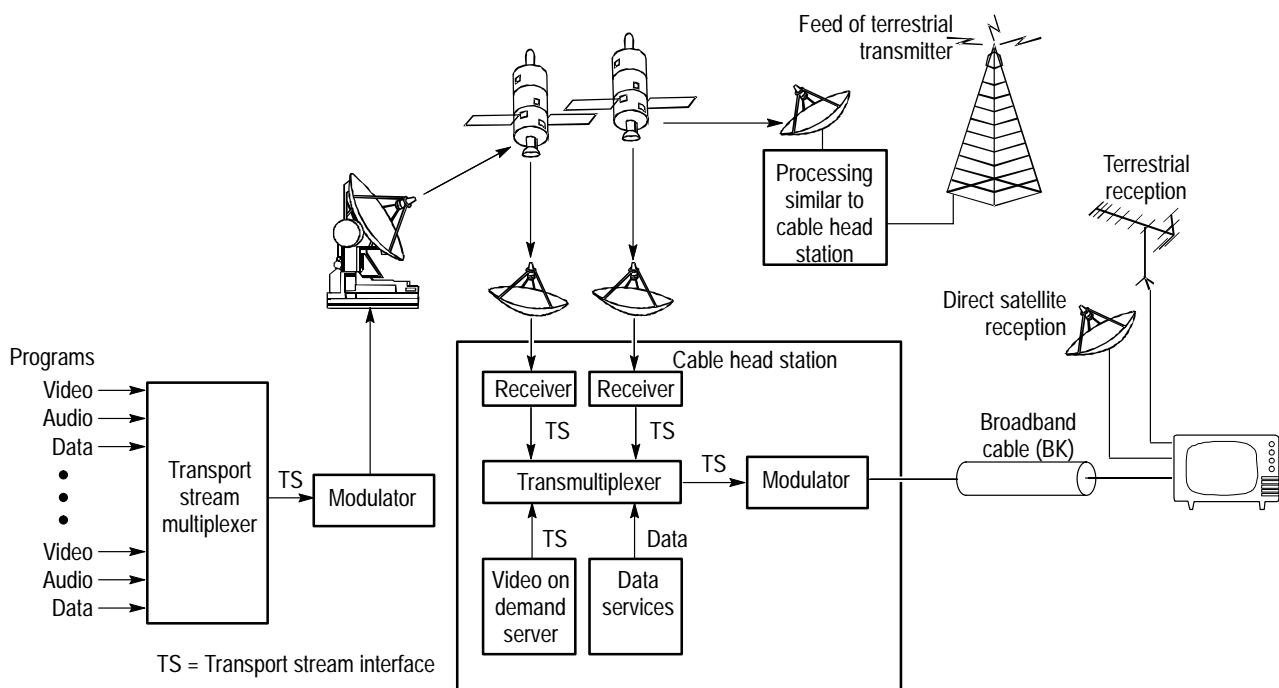 Feed of terrestrial
transmitter
Processing
similar to
cable head
station
Terrestrial
reception
Direct satellite
reception
Programs
Video
Audio
Data
Video
Audio
Data
Transport
stream
multiplexer
TS
Modulator
Cable head station
Receiver
Receiver
TS
TS
Transmultiplexer
TS
Modulator
TS
Data
Video on
demand
server
Data
services
Broadband
cable (BK)
TS = Transport stream interface